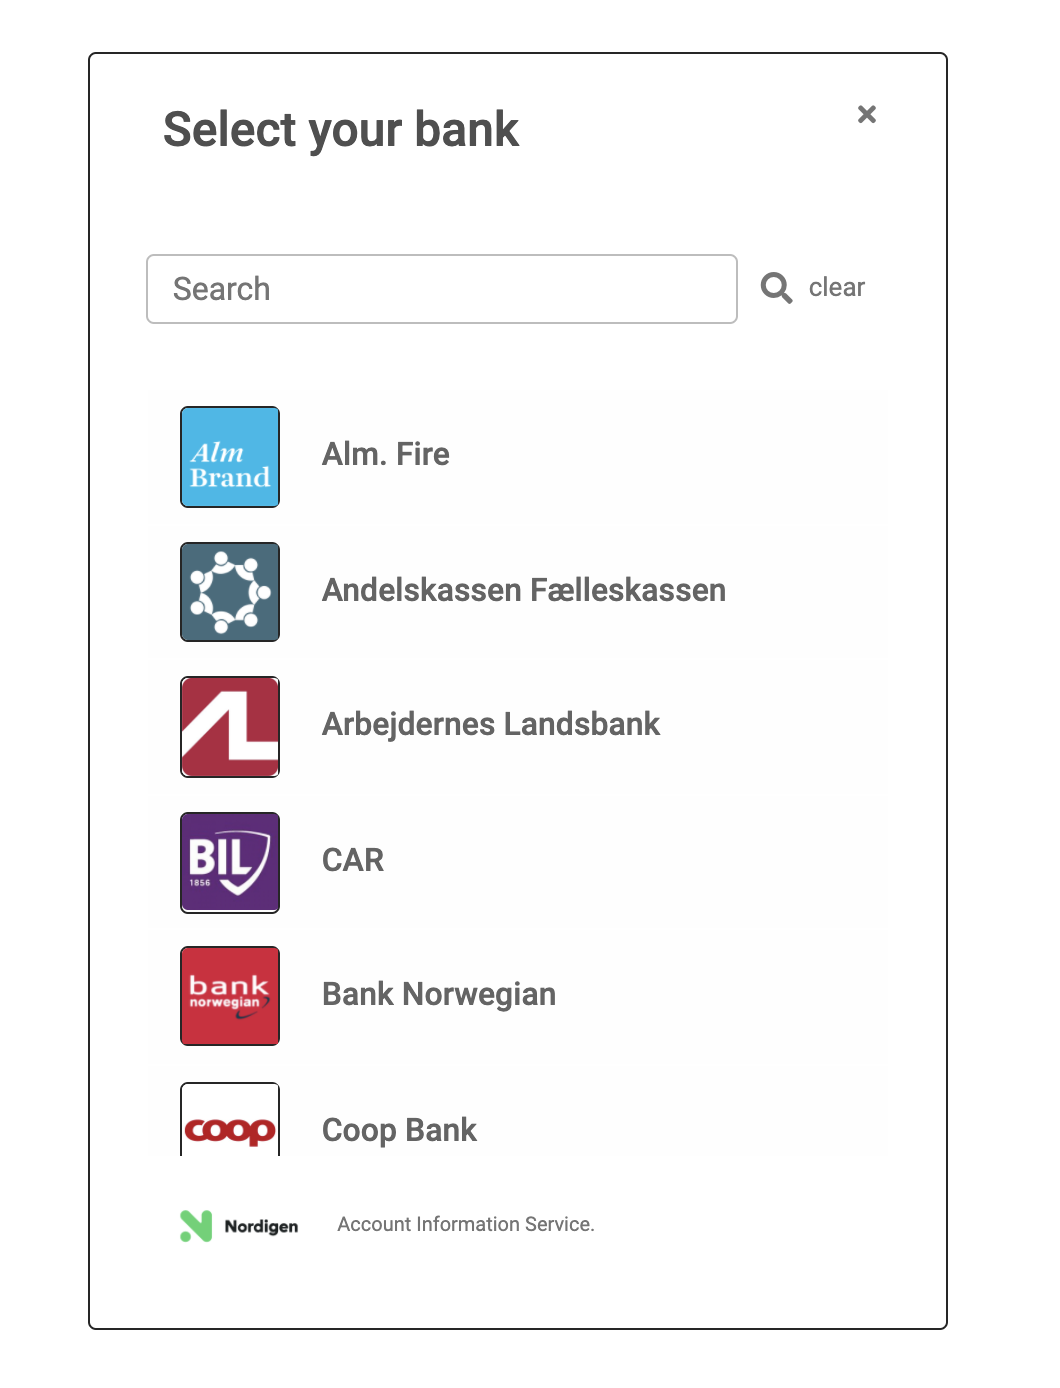 Select your bank
Search
clear
Alm
Brand
Alm. Fire
Andelskassen Fælleskassen
AL
Arbejdernes Landsbank
BIL
1856
CAR
bank
norwegian
Bank Norwegian
coop
Coop Bank
Nordigen
Account Information Service.